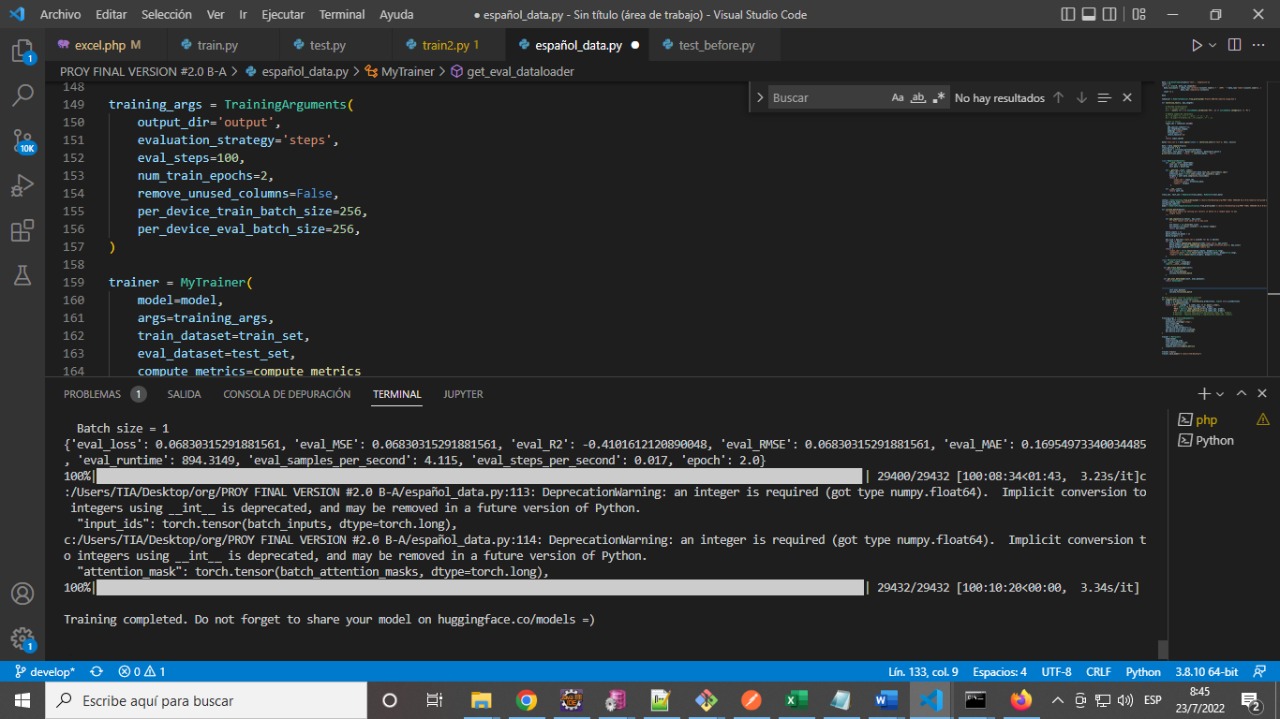 Archivo Editar Selección Ver Ir Ejecutar Terminal Ayuda ● español_data.py - Sin título (área de trabajo) - Visual Studio Code
excel.php M train.py test.py train2.py 1 español_data.py ● test_before.py
PROY FINAL VERSION #2.0 B-A > español_data.py > MyTrainer > get_eval_dataloader
148
Buscar Aa ab .* No hay resultados
149 training_args = TrainingArguments(
150 output_dir='output',
151 evaluation_strategy='steps',
152 eval_steps=100,
153 num_train_epochs=2,
154 remove_unused_columns=False,
155 per_device_train_batch_size=256,
156 per_device_eval_batch_size=256,
157 )
158
159 trainer = MyTrainer(
160 model=model,
161 args=training_args,
162 train_dataset=train_set,
163 eval_dataset=test_set,
164 compute_metrics=compute_metrics
PROBLEMAS 1 SALIDA CONSOLA DE DEPURACIÓN TERMINAL JUPYTER
php
Python
Batch size = 1
{'eval_loss': 0.06830315291881561, 'eval_MSE': 0.06830315291881561, 'eval_R2': -0.4101612120890048, 'eval_RMSE': 0.06830315291881561, 'eval_MAE': 0.16954973340034485
, 'eval_runtime': 894.3149, 'eval_samples_per_second': 4.115, 'eval_steps_per_second': 0.017, 'epoch': 2.0}
100%| | 29400/29432 [100:08:34<01:43, 3.23s/it]c
:/Users/TIA/Desktop/org/PROY FINAL VERSION #2.0 B-A/español_data.py:113: DeprecationWarning: an integer is required (got type numpy.float64). Implicit conversion to
integers using __int__ is deprecated, and may be removed in a future version of Python.
"input_ids": torch.tensor(batch_inputs, dtype=torch.long),
c:/Users/TIA/Desktop/org/PROY FINAL VERSION #2.0 B-A/español_data.py:114: DeprecationWarning: an integer is required (got type numpy.float64). Implicit conversion t
o integers using __int__ is deprecated, and may be removed in a future version of Python.
"attention_mask": torch.tensor(batch_attention_masks, dtype=torch.long),
100%| | 29432/29432 [100:10:20<00:00, 3.34s/it]
Training completed. Do not forget to share your model on huggingface.co/models =)
1
10K
1
develop* 0 1 Lín. 133, col. 9 Espacios: 4 UTF-8 CRLF Python 3.8.10 64-bit
Escribe aquí para buscar
ESP
8:45
23/7/2022
2